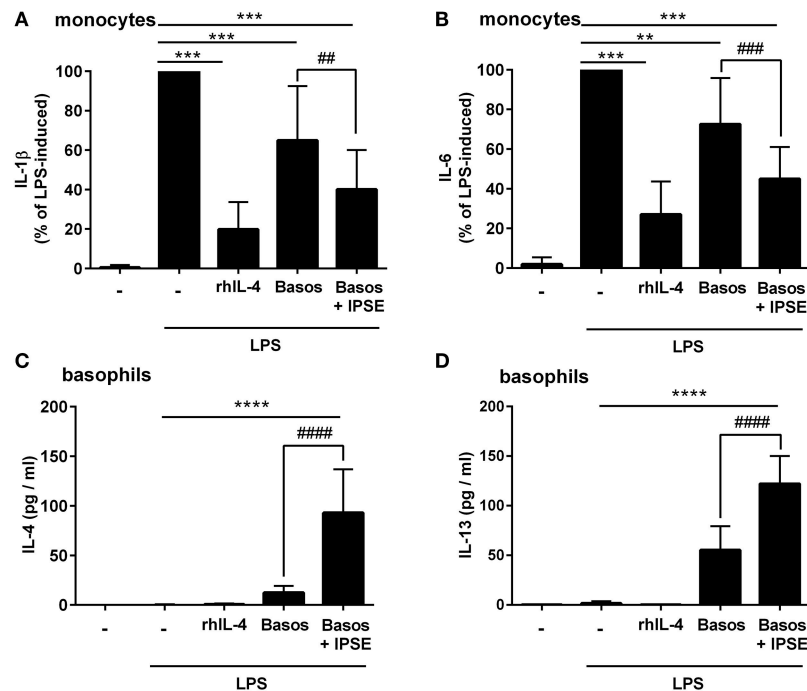 A monocytes
***
***
***
##
100
80
60
40
20
0
IL-1β
(% of LPS-induced)
- - rhIL-4 Basos Basos
+ IPSE
LPS
B monocytes
***
**
***
###
100
80
60
40
20
0
IL-6
(% of LPS-induced)
- - rhIL-4 Basos Basos
+ IPSE
LPS
C basophils
****
####
200
150
100
50
0
IL-4 (pg / ml)
- - rhIL-4 Basos Basos
+ IPSE
LPS
D basophils
****
####
200
150
100
50
0
IL-13 (pg / ml)
- - rhIL-4 Basos Basos
+ IPSE
LPS